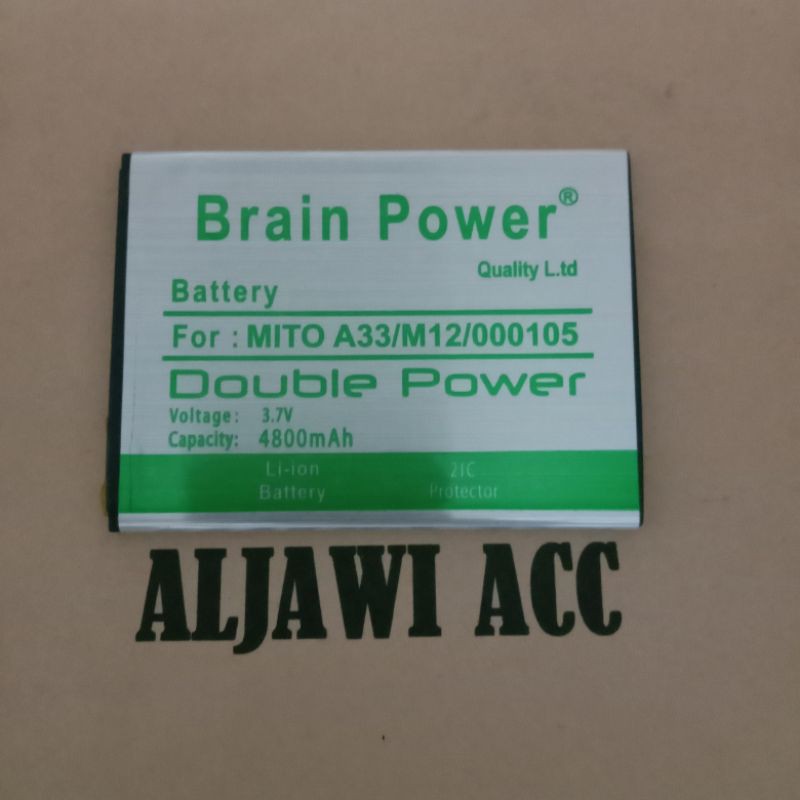 Brain Power®
Quality L.td
Battery
For : MITO A33/M12/000105
Double Power
Voltage: 3.7V
Capacity: 4800mAh
Li-ion 2IC
Battery Protector
ALJAWI ACC